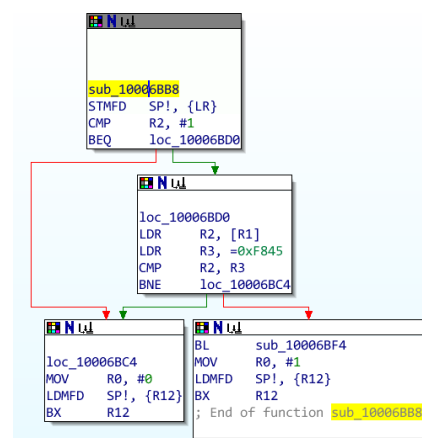 sub_10006BB8
STMFD SP!, {LR}
CMP R2, #1
BEQ loc_10006BD0
loc_10006BD0
LDR R2, [R1]
LDR R3, =0xF845
CMP R2, R3
BNE loc_10006BC4
loc_10006BC4
MOV R0, #0
LDMFD SP!, {R12}
BX R12
BL sub_10006BF4
MOV R0, #1
LDMFD SP!, {R12}
BX R12
; End of function sub_10006BB8